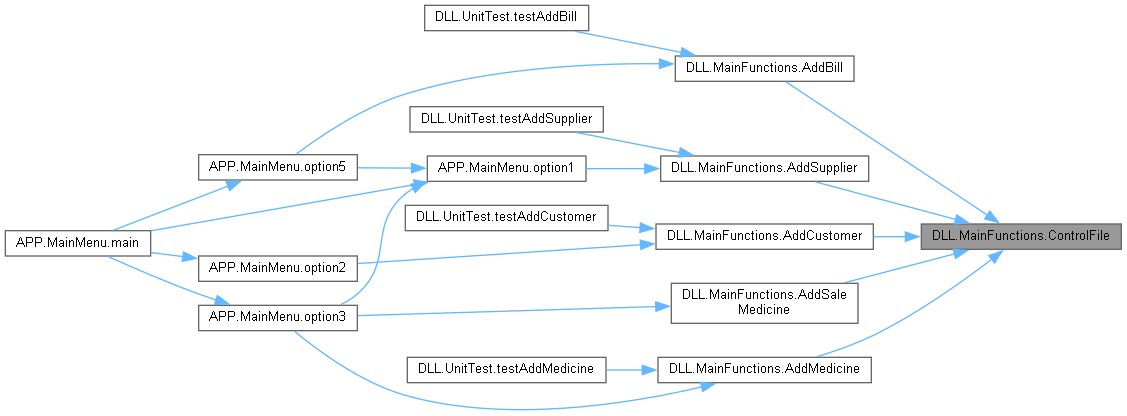 DLL.UnitTest.testAddBill
DLL.MainFunctions.AddBill
DLL.UnitTest.testAddSupplier
APP.MainMenu.option5
APP.MainMenu.option1
DLL.MainFunctions.AddSupplier
DLL.UnitTest.testAddCustomer
APP.MainMenu.main
DLL.MainFunctions.AddCustomer
DLL.MainFunctions.ControlFile
APP.MainMenu.option2
DLL.MainFunctions.AddSale
Medicine
APP.MainMenu.option3
DLL.UnitTest.testAddMedicine
DLL.MainFunctions.AddMedicine